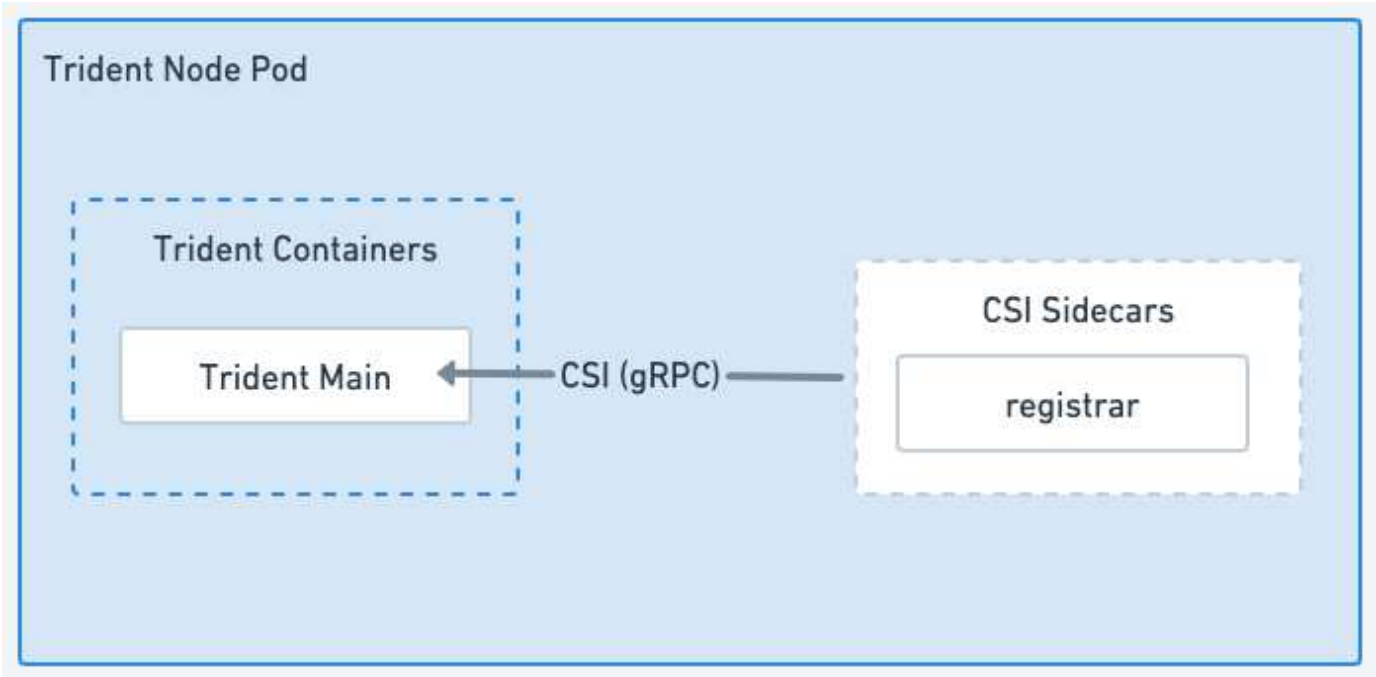 Trident Node Pod
Trident Containers
Trident Main
CSI (gRPC)
CSI Sidecars
registrar